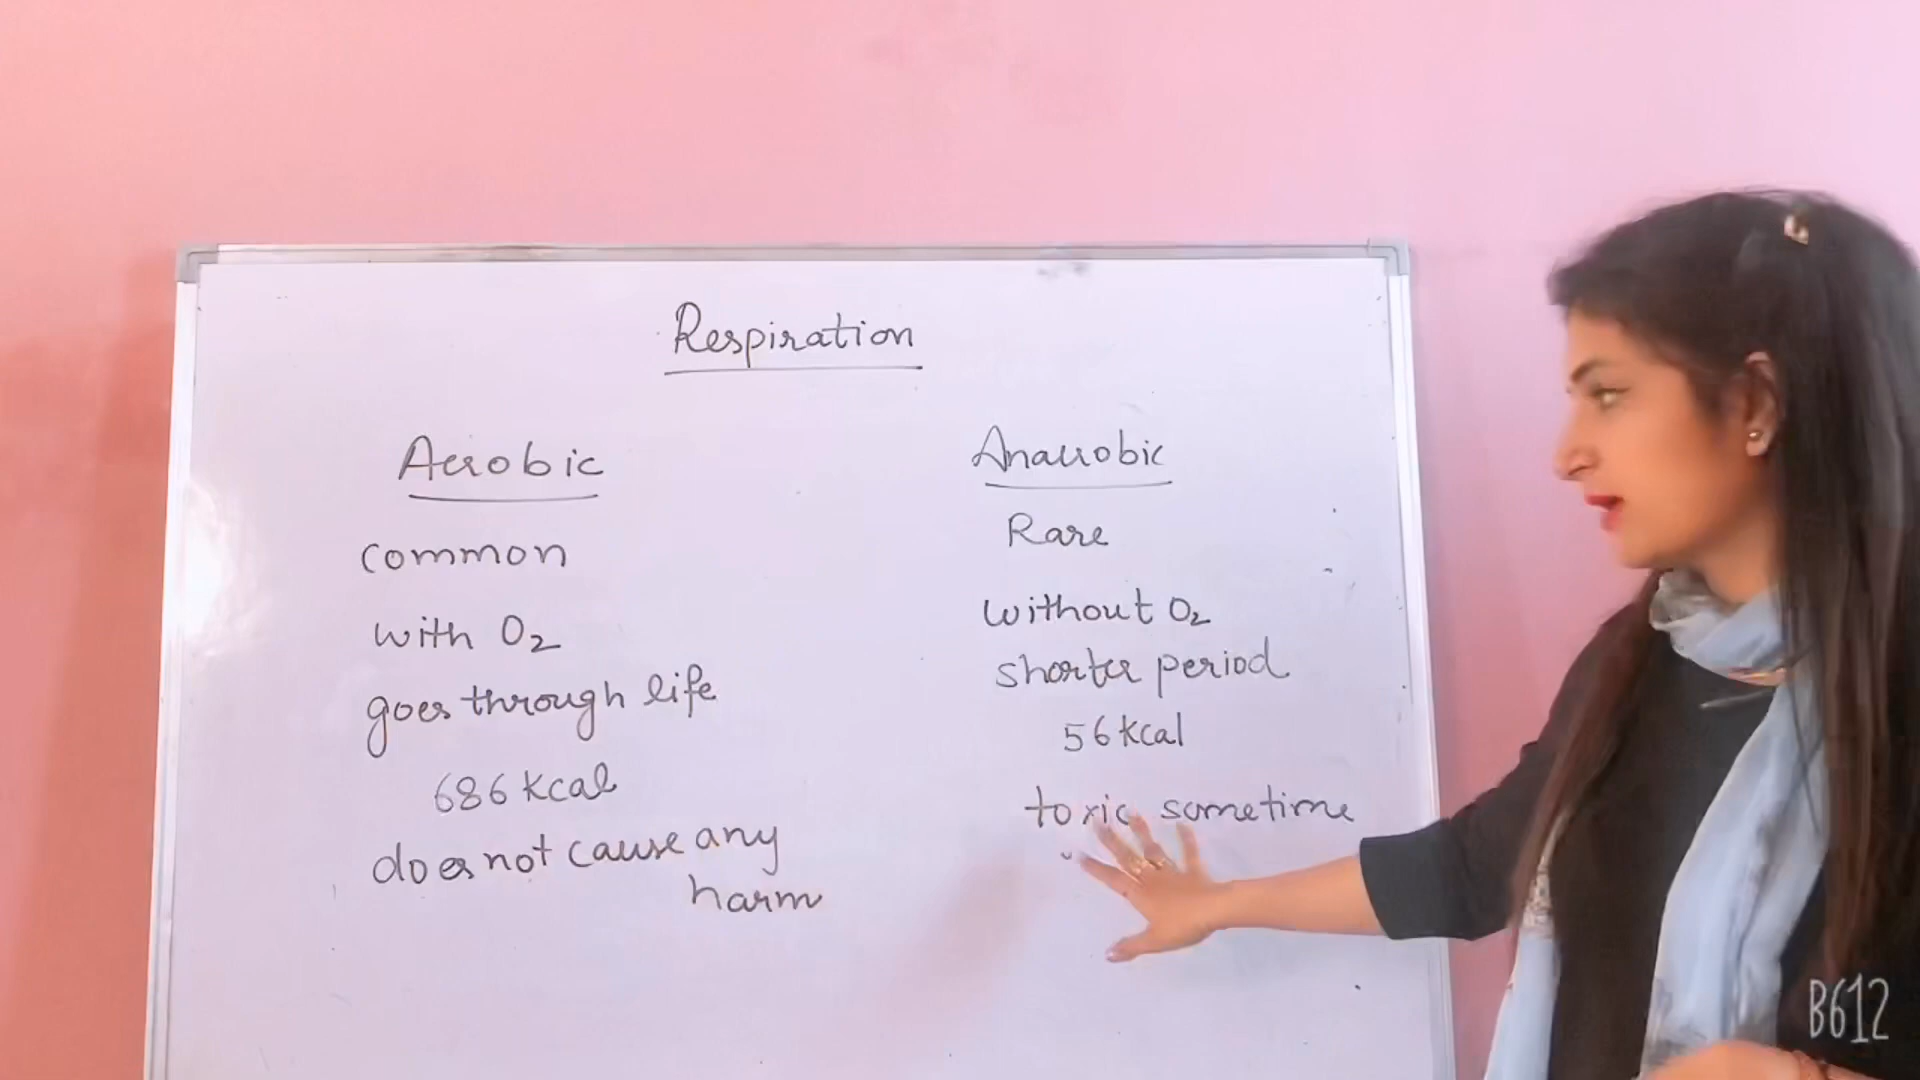 Respiration
Aerobic
common
with O₂
goes through life
686 kcal
does not cause any
harm
Anaerobic
Rare
without O₂
shorter period
56 kcal
toxic sometime
B612